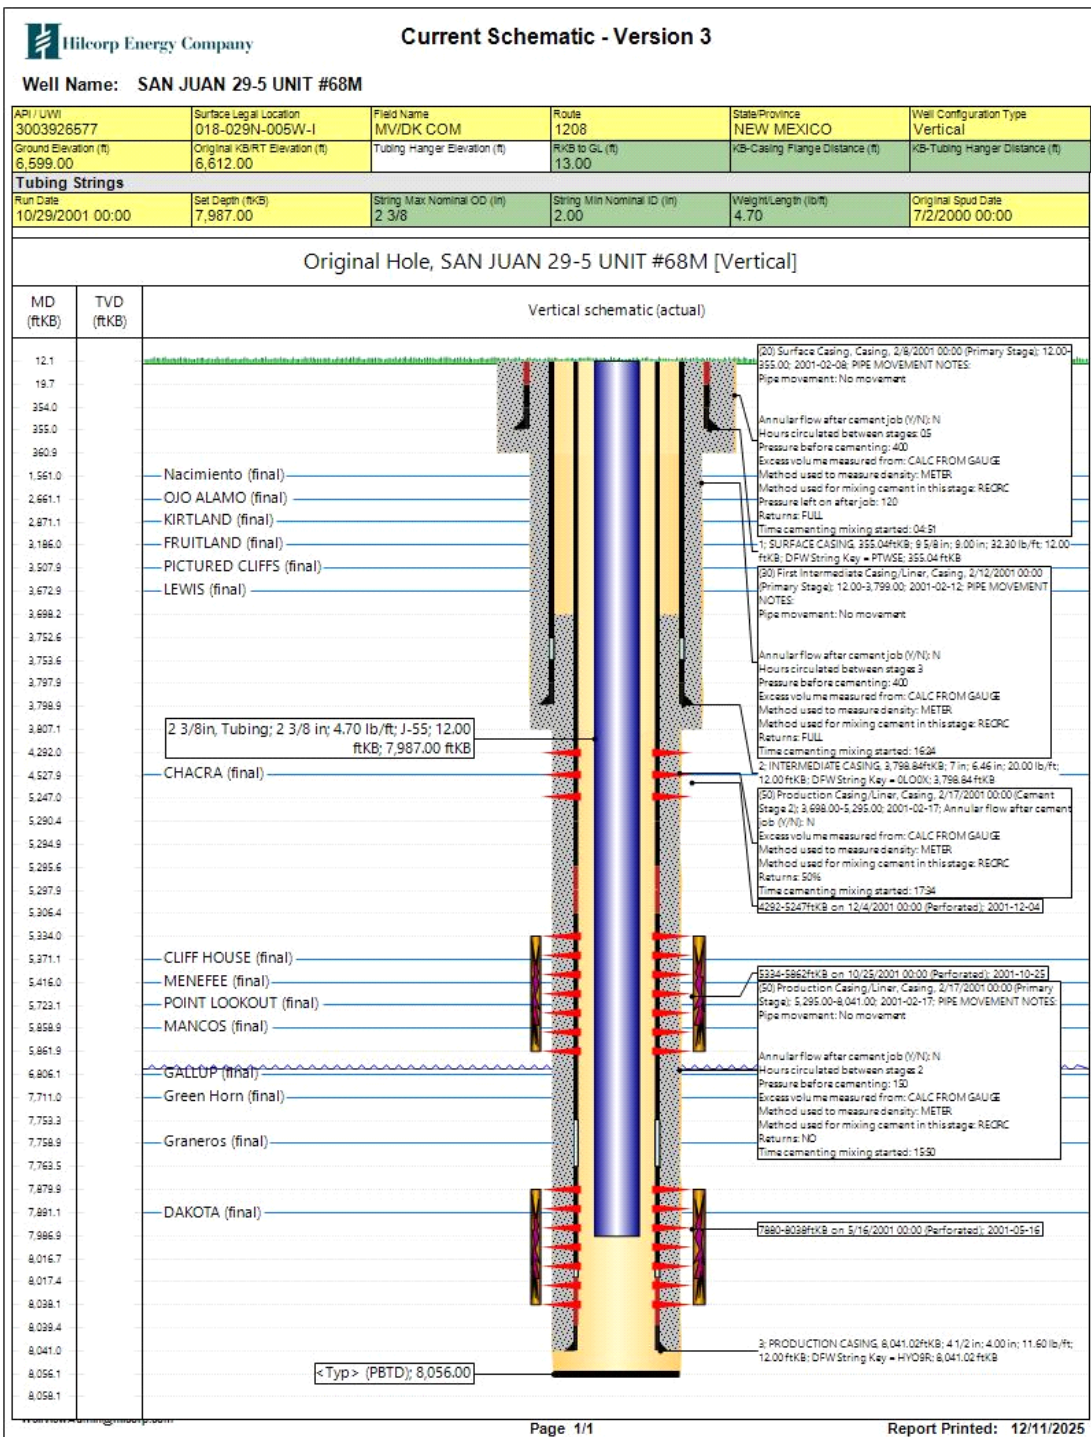 Hilcorp Energy Company
Current Schematic - Version 3
Well Name: SAN JUAN 29-5 UNIT #68M
API / UWI
3003926577
Surface Legal Location
018-029N-005W-I
Field Name
MV/DK COM
Route
1208
State/Province
NEW MEXICO
Well Configuration Type
Vertical
Ground Elevation (ft)
6,599.00
Original KB/RT Elevation (ft)
6,612.00
Tubing Hanger Elevation (ft)
RKB to GL (ft)
13.00
KB-Casing Flange Distance (ft)
KB-Tubing Hanger Distance (ft)
Tubing Strings
Run Date
10/29/2001 00:00
Set Depth (ftKB)
7,987.00
String Max Nominal OD (in)
2 3/8
String Min Nominal ID (in)
2.00
Weight/Length (lb/ft)
4.70
Original Spud Date
7/2/2000 00:00
Original Hole, SAN JUAN 29-5 UNIT #68M [Vertical]
MD
(ftKB)
TVD
(ftKB)
Vertical schematic (actual)
12.1
19.7
354.0
355.0
360.9
1,561.0
2,661.1
2,871.1
3,186.0
3,507.9
3,672.9
3,698.2
3,752.6
3,753.6
3,797.9
3,798.9
3,807.1
4,292.0
4,527.9
5,247.0
5,290.4
5,294.9
5,295.6
5,297.9
5,306.4
5,334.0
5,371.1
5,416.0
5,723.1
5,858.9
5,861.9
6,806.1
7,711.0
7,753.3
7,758.9
7,763.5
7,879.9
7,891.1
7,986.9
8,016.7
8,017.4
8,038.1
8,039.4
8,041.0
8,056.1
8,058.1
Nacimiento (final)
OJO ALAMO (final)
KIRTLAND (final)
FRUITLAND (final)
PICTURED CLIFFS (final)
LEWIS (final)
2 3/8in, Tubing; 2 3/8 in; 4.70 lb/ft; J-55; 12.00
ftKB; 7,987.00 ftKB
CHACRA (final)
CLIFF HOUSE (final)
MENEFEE (final)
POINT LOOKOUT (final)
MANCOS (final)
GALLUP (final)
Green Horn (final)
Graneros (final)
DAKOTA (final)
<Typ> (PBTD); 8,056.00
(20) Surface Casing, Casing, 2/8/2001 00:00 (Primary Stage); 12.00-
355.00; 2001-02-08; PIPE MOVEMENT NOTES:
Pipe movement: No movement
Annular flow after cement job (Y/N): N
Hours circulated between stages: 05
Pressure before cementing: 400
Excess volume measured from: CALC FROM GAUGE
Method used to measure density: METER
Method used for mixing cement in this stage: RECIRC
Pressure left on after job: 120
Returns: FULL
Time cementing mixing started: 04:51
1; SURFACE CASING, 355.04ftKB; 9 5/8 in; 9.00 in; 32.30 lb/ft; 12.00
ftKB; DFW String Key = PTWSE; 355.04 ftKB
(30) First Intermediate Casing/Liner, Casing, 2/12/2001 00:00
(Primary Stage); 12.00-3,799.00; 2001-02-12; PIPE MOVEMENT
NOTES:
Pipe movement: No movement
Annular flow after cement job (Y/N): N
Hours circulated between stages 3
Pressure before cementing: 400
Excess volume measured from: CALC FROM GAUGE
Method used to measure density: METER
Method used for mixing cement in this stage: RECIRC
Returns: FULL
Time cementing mixing started: 16:24
2; INTERMEDIATE CASING, 3,798.84ftKB; 7 in; 6.46 in; 20.00 lb/ft;
12.00 ftKB; DFW String Key = 0LO0X; 3,798.84 ftKB
(50) Production Casing/Liner, Casing, 2/17/2001 00:00 (Cement
Stage 2); 3,698.00-5,295.00; 2001-02-17; Annular flow after cement
job (Y/N): N
Excess volume measured from: CALC FROM GAUGE
Method used to measure density: METER
Method used for mixing cement in this stage: RECIRC
Returns: 50%
Time cementing mixing started: 17:34
4292-5247ftKB on 12/4/2001 00:00 (Perforated); 2001-12-04
5334-5862ftKB on 10/25/2001 00:00 (Perforated); 2001-10-25
(50) Production Casing/Liner, Casing, 2/17/2001 00:00 (Primary
Stage); 5,295.00-8,041.00; 2001-02-17; PIPE MOVEMENT NOTES:
Pipe movement: No movement
Annular flow after cement job (Y/N): N
Hours circulated between stages 2
Pressure before cementing: 150
Excess volume measured from: CALC FROM GAUGE
Method used to measure density: METER
Method used for mixing cement in this stage: RECIRC
Returns: NO
Time cementing mixing started: 15:50
7880-8038ftKB on 5/16/2001 00:00 (Perforated); 2001-05-16
3; PRODUCTION CASING, 8,041.02ftKB; 4 1/2 in; 4.00 in; 11.60 lb/ft;
12.00 ftKB; DFW String Key = HYO9R; 8,041.02 ftKB
Page 1/1
Report Printed: 12/11/2025